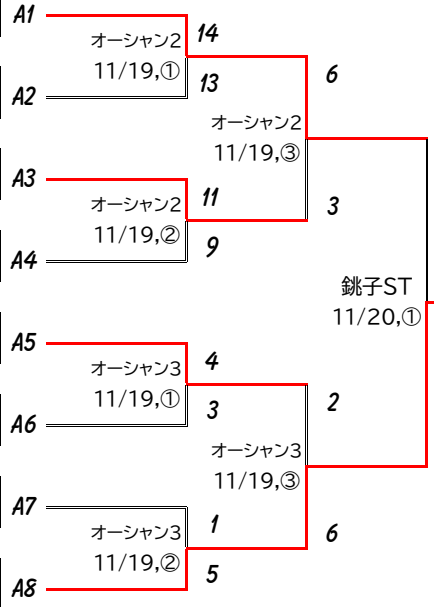 A1
オーシャン2
11/19,①
14
13
A2
オーシャン2
11/19,③
6
3
A3
オーシャン2
11/19,②
11
9
A4
銚子ST
11/20,①
A5
オーシャン3
11/19,①
4
3
A6
オーシャン3
11/19,③
2
6
A7
オーシャン3
11/19,②
1
5
A8